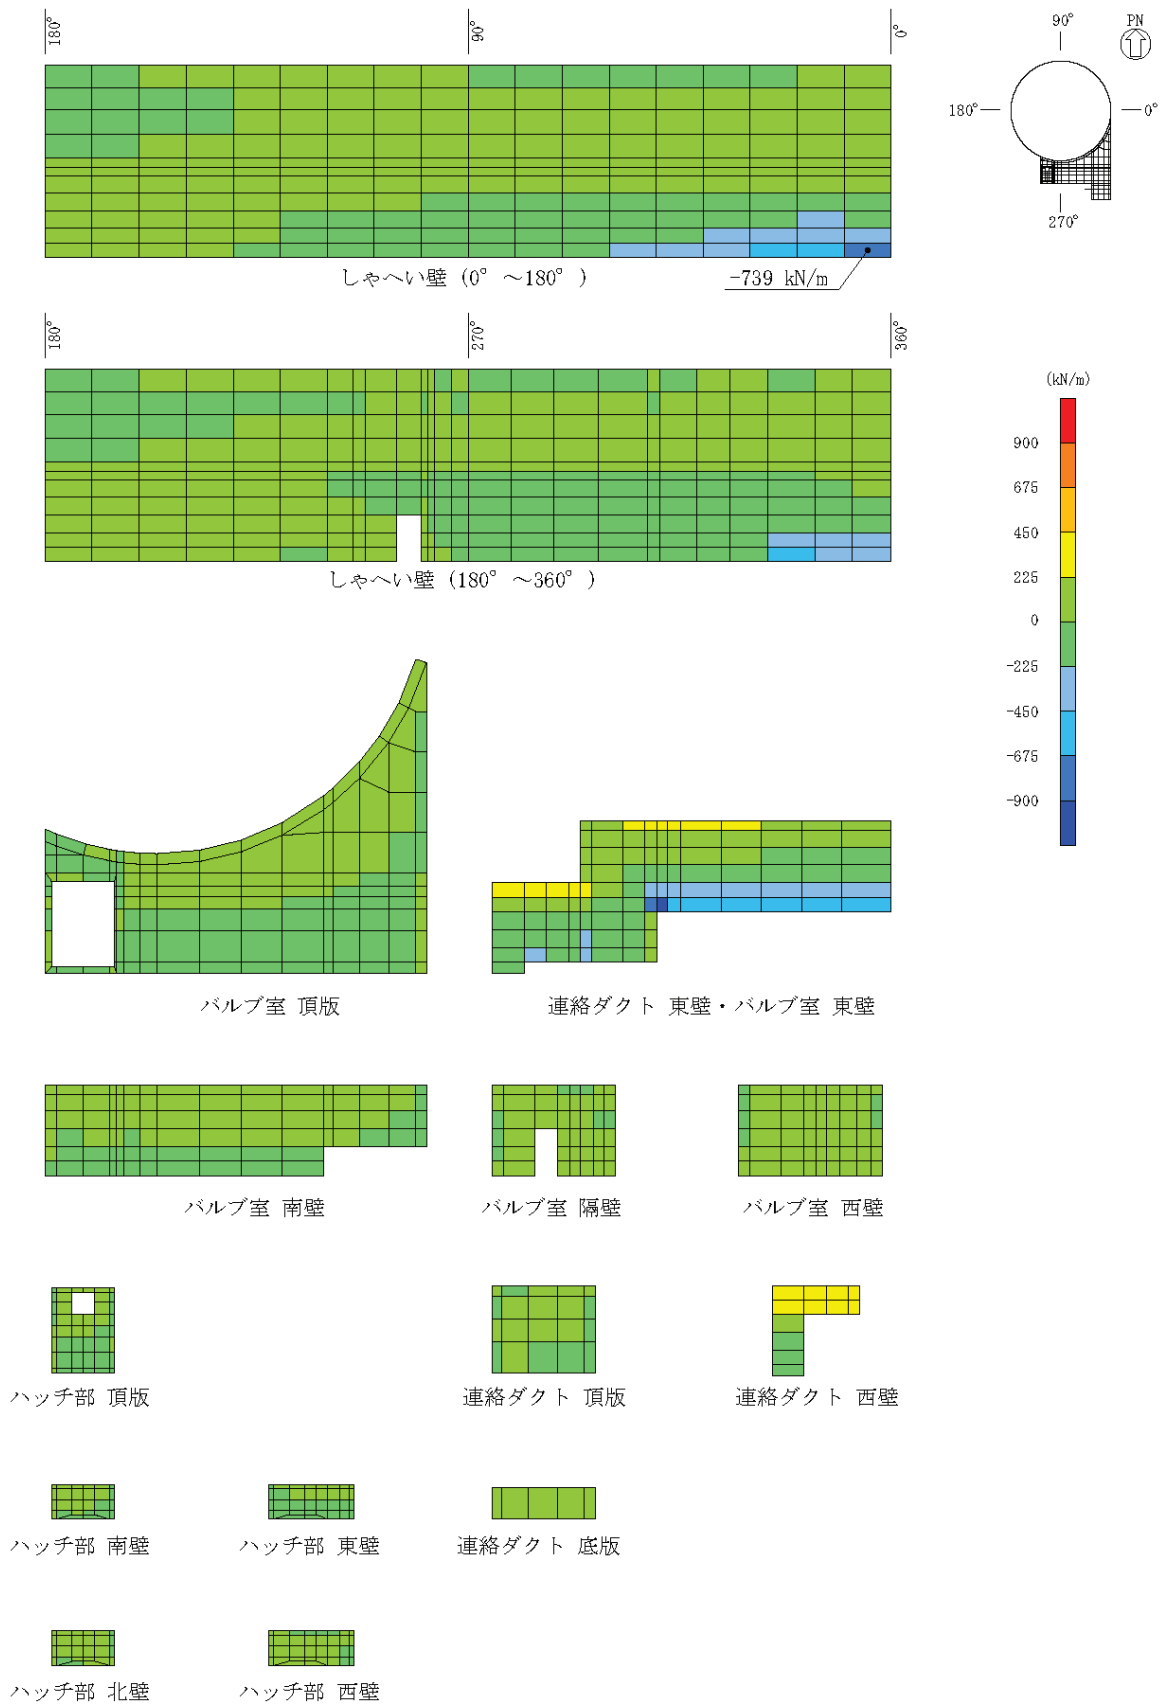 180°
90°
0°
しゃへい壁 (0° ～180° )
-739 kN/m
90°
PN
180°
0°
270°
180°
270°
360°
しゃへい壁 (180° ～360° )
(kN/m)
900
675
450
225
0
-225
-450
-675
-900
バルブ室 頂版
連絡ダクト 東壁・バルブ室 東壁
バルブ室 南壁
バルブ室 隔壁
バルブ室 西壁
ハッチ部 頂版
連絡ダクト 頂版
連絡ダクト 西壁
ハッチ部 南壁
ハッチ部 東壁
連絡ダクト 底版
ハッチ部 北壁
ハッチ部 西壁